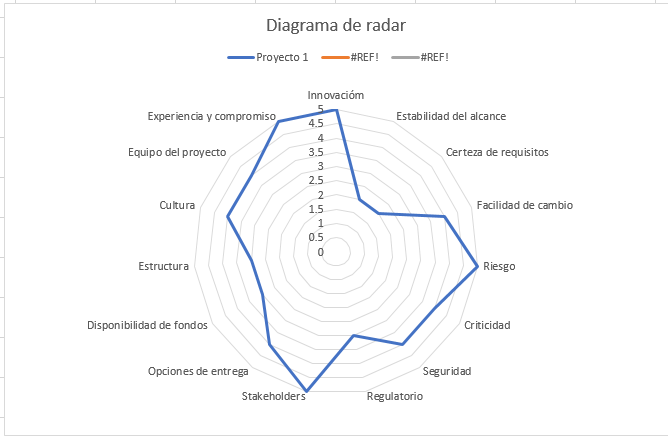 Diagrama de radar
Proyecto 1 #REF! #REF!
Innovacióm
Estabilidad del alcance
Certeza de requisitos
Facilidad de cambio
Riesgo
Criticidad
Seguridad
Regulatorio
Stakeholders
Opciones de entrega
Disponibilidad de fondos
Estructura
Cultura
Equipo del proyecto
Experiencia y compromiso
5
4.5
4
3.5
3
2.5
2
1.5
1
0.5
0